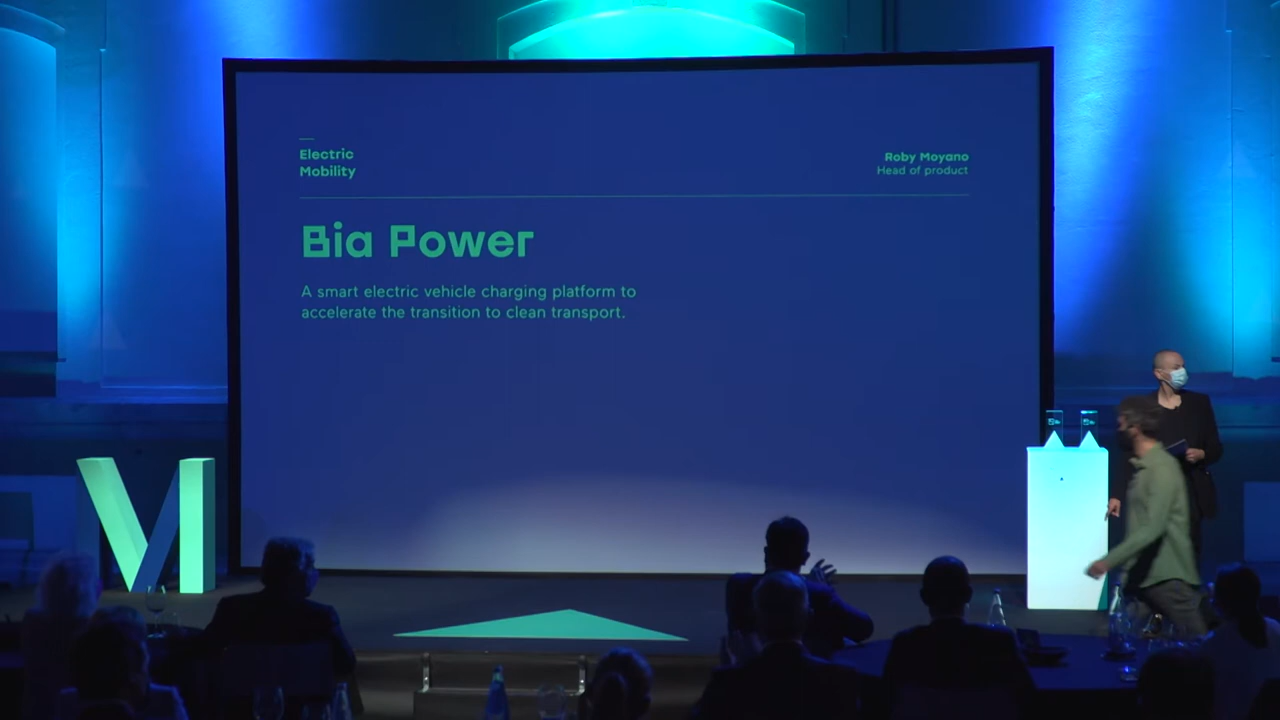 Electric
Mobility
Roby Moyano
Head of product
Bia Power
A smart electric vehicle charging platform to
accelerate the transition to clean transport.